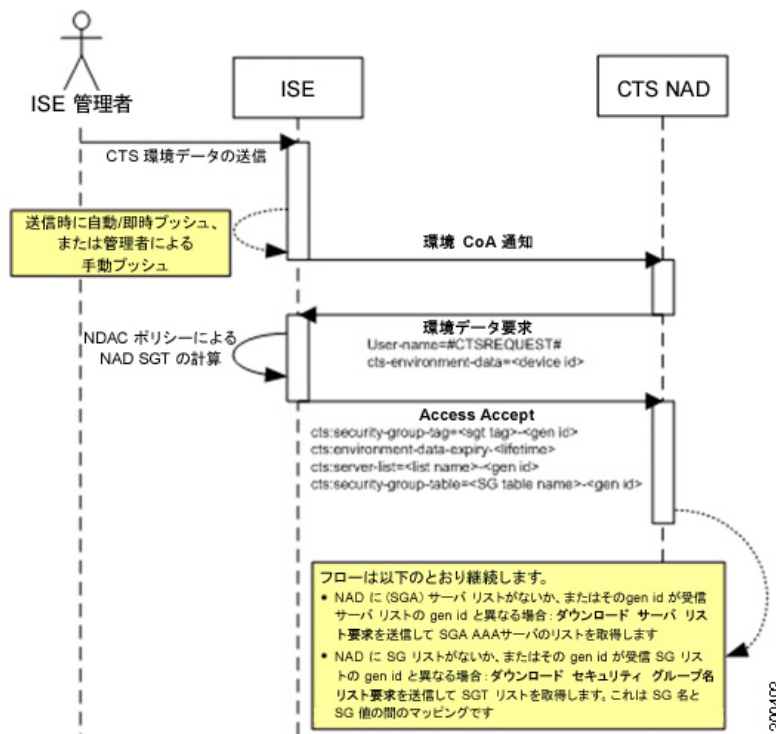 ISE 管理者
ISE
CTS NAD
CTS 環境データの送信
送信時に自動/即時プッシュ、
または管理者による
手動プッシュ
環境 CoA 通知
環境データ要求
User-name=#CTSREQUEST#
cts-environment-data=<device id>
NDAC ポリシーによる
NAD SGT の計算
Access Accept
cts:security-group-tag=<sgt tag>-<gen id>
cts:environment-data-expiry-<lifetime>
cts:server-list=<list name>-<gen id>
cts:security-group-table=<SG table name>-<gen id>
フローは以下のとおり継続します。
• NAD に (SGA) サーバ リストがないか、またはそのgen id が受信
サーバ リストの gen id と異なる場合：ダウンロード サーバ リス
ト要求を送信して SGA AAAサーバのリストを取得します
• NAD に SG リストがないか、またはその gen id が受信 SG リス
トの gen id と異なる場合：ダウンロード セキュリティ グループ名
リスト要求を送信して SGT リストを取得します。これは SG 名と
SG 値の間のマッピングです